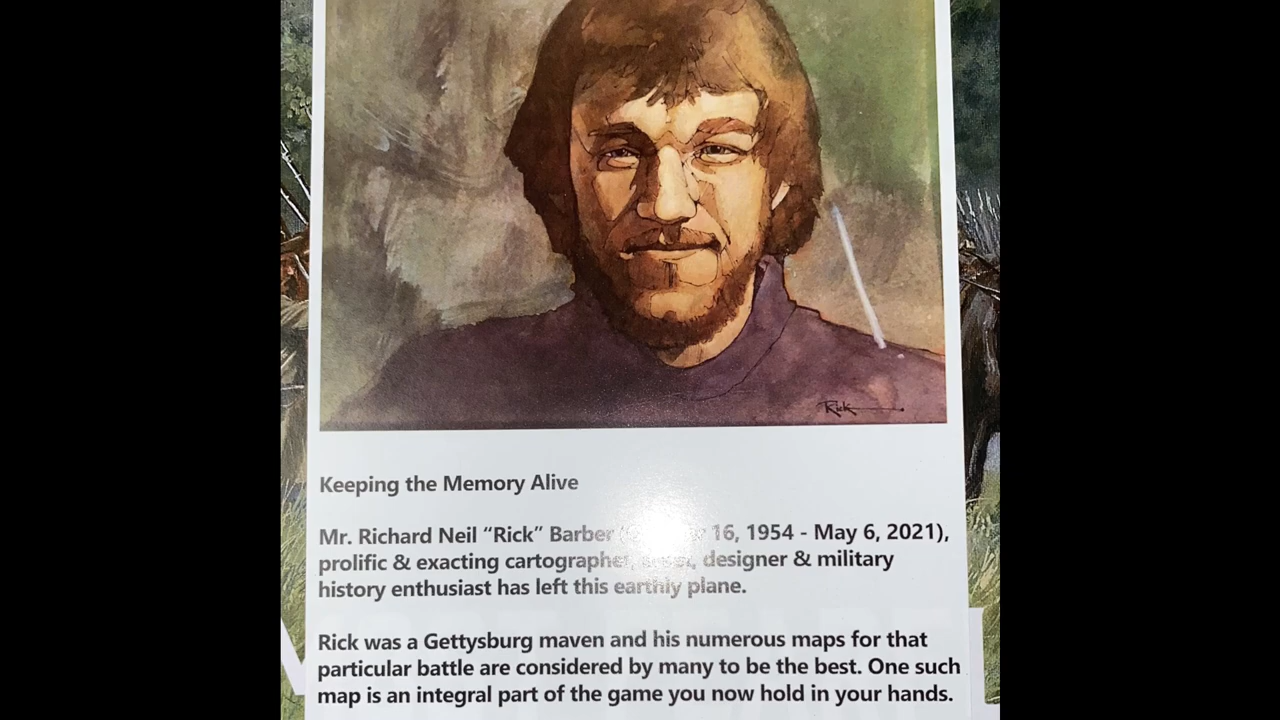 Rick
Keeping the Memory Alive
Mr. Richard Neil “Rick” Barber 16, 1954 - May 6, 2021),
prolific & exacting cartographer, designer & military
history enthusiast has left this earthly plane.
Rick was a Gettysburg maven and his numerous maps for that
particular battle are considered by many to be the best. One such
map is an integral part of the game you now hold in your hands.